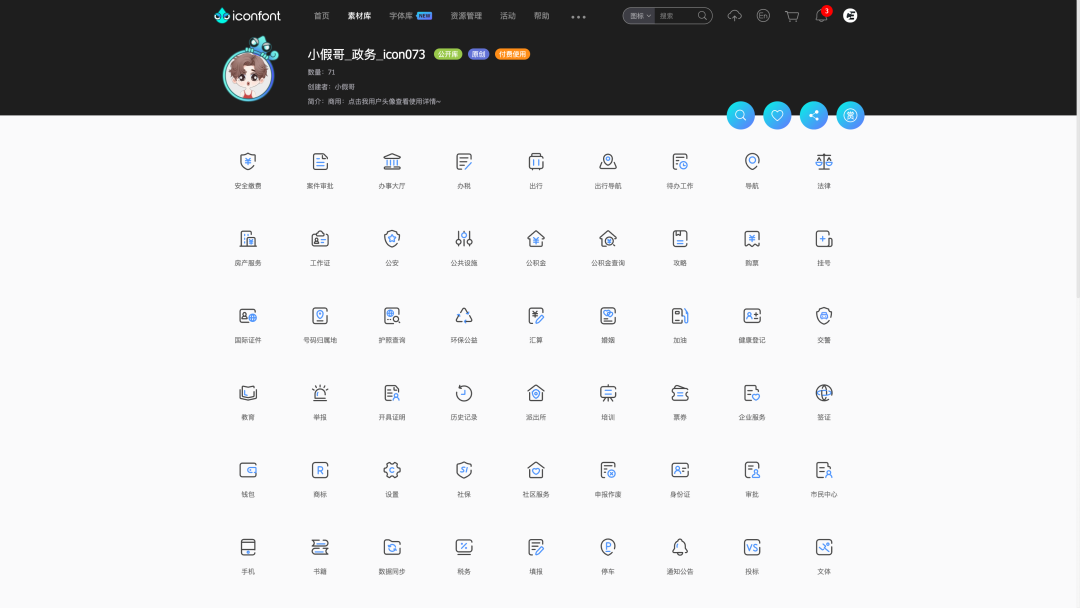 iconfont 首页 素材库 字体库 NEW 资源管理 活动 帮助 图标 搜索 En 3
小假哥_政务_icon073 公开库 原创 付费使用
数量：71
创建者：小假哥
简介：商用：点击我用户头像查看使用详情~
赏
安全缴费 案件审批 办事大厅 办税 出行 出行导航 待办工作 导航 法律
房产服务 工作证 公安 公共设施 公积金 公积金查询 攻略 购票 挂号
国际证件 号码归属地 护照查询 环保公益 汇算 婚姻 加油 健康登记 交警
教育 举报 开具证明 历史记录 派出所 培训 票券 企业服务 签证
钱包 商标 设置 社保 社区服务 申报作废 身份证 审批 市民中心
手机 书籍 数据同步 税务 填报 停车 通知公告 投标 文体